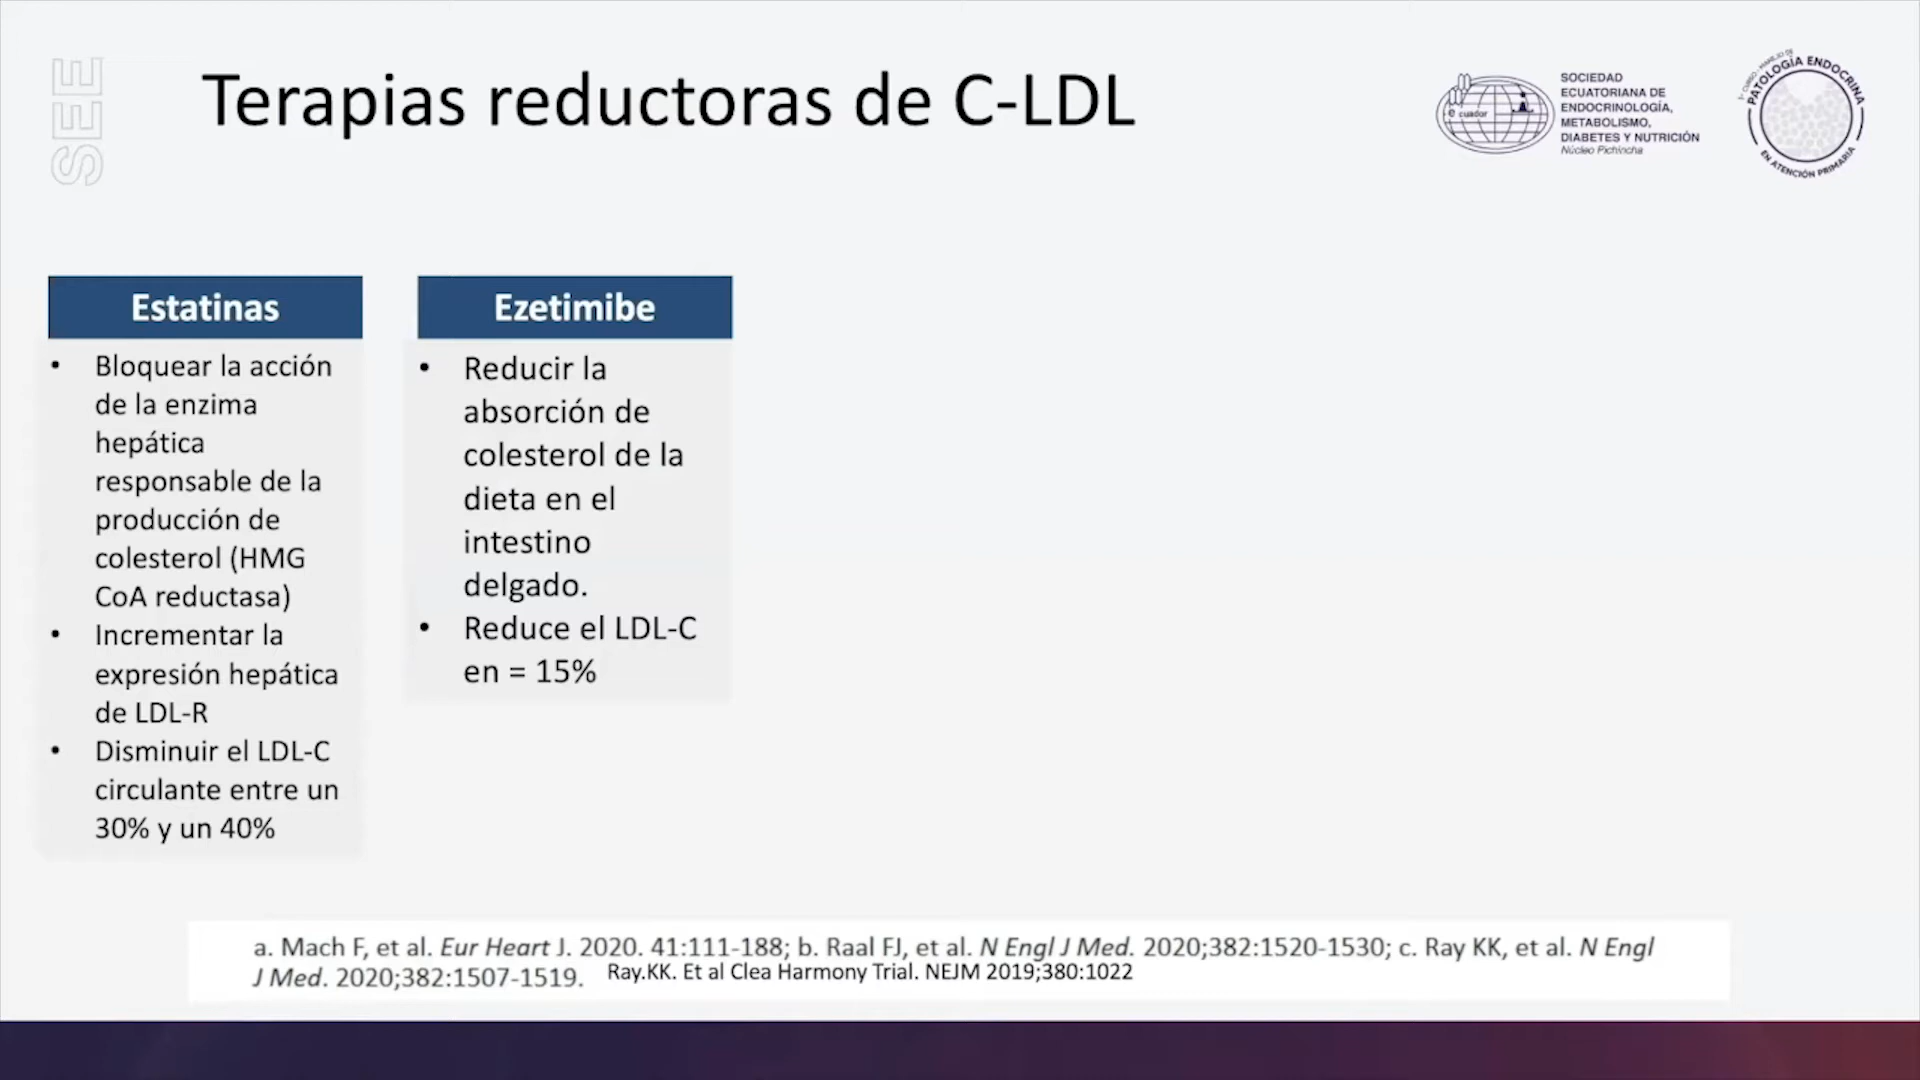 SEE
Terapias reductoras de C-LDL
ecuador
SOCIEDAD
ECUATORIANA DE
ENDOCRINOLOGÍA,
METABOLISMO,
DIABETES Y NUTRICIÓN
Núcleo Pichincha
PATOLOGÍA ENDOCRINA
EN ATENCIÓN PRIMARIA
Estatinas
• Bloquear la acción
de la enzima
hepática
responsable de la
producción de
colesterol (HMG
CoA reductasa)
• Incrementar la
expresión hepática
de LDL-R
• Disminuir el LDL-C
circulante entre un
30% y un 40%
Ezetimibe
• Reducir la
absorción de
colesterol de la
dieta en el
intestino
delgado.
• Reduce el LDL-C
en = 15%
a. Mach F, et al. Eur Heart J. 2020. 41:111-188; b. Raal FJ, et al. N Engl J Med. 2020;382:1520-1530; c. Ray KK, et al. N Engl
J Med. 2020;382:1507-1519. Ray.KK. Et al Clea Harmony Trial. NEJM 2019;380:1022